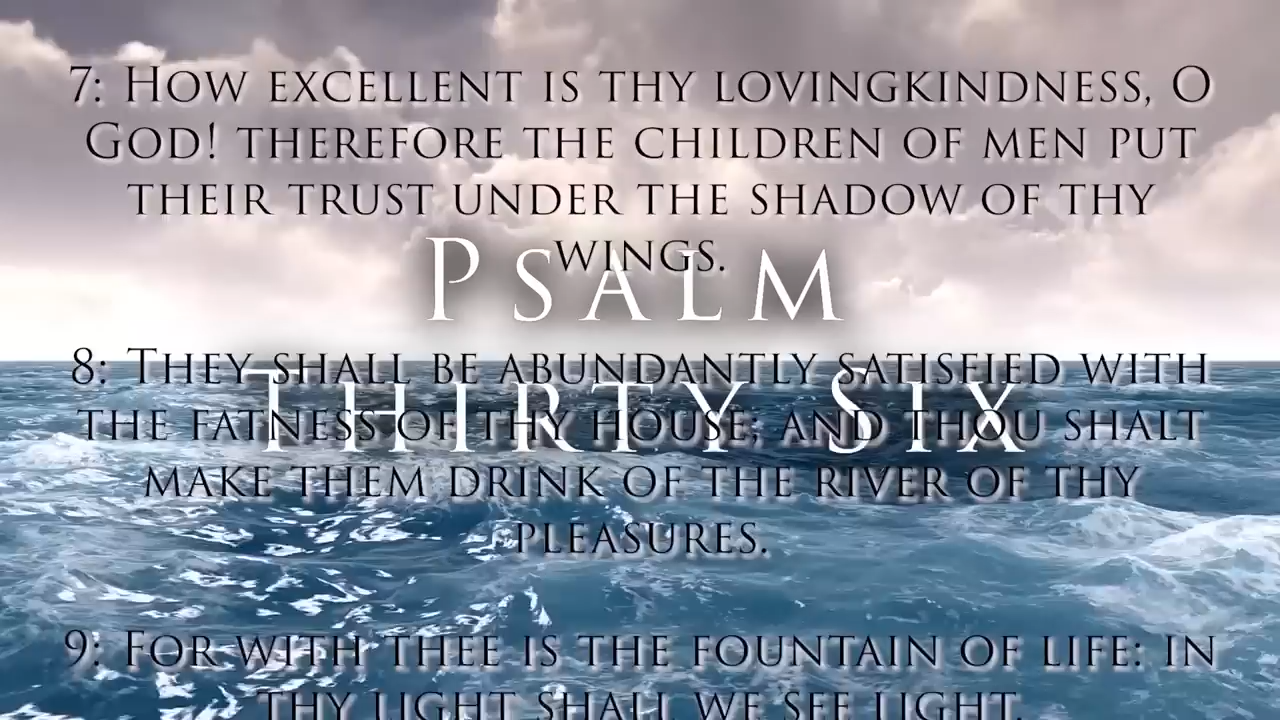 7: How excellent is thy lovingkindness, O
God! therefore the children of men put
their trust under the shadow of thy
wings.
Psalm
8: They shall be abundantly satisfied with
Thirty Six
the fatness of thy house; and thou shalt
make them drink of the river of thy
pleasures.
9: For with thee is the fountain of life: in
thy light shall we see light.